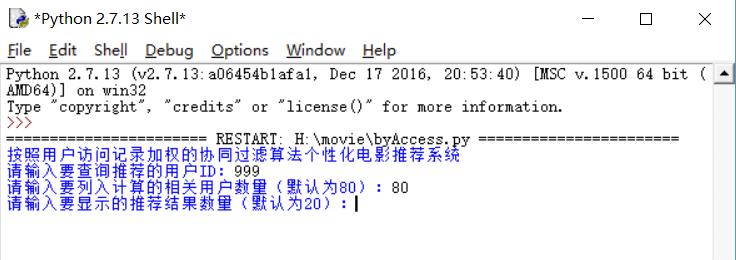 *Python 2.7.13 Shell*
File Edit Shell Debug Options Window Help
Python 2.7.13 (v2.7.13:a06454b1afa1, Dec 17 2016, 20:53:40) [MSC v.1500 64 bit (
AMD64)] on win32
Type "copyright", "credits" or "license()" for more information.
>>>
======================= RESTART: H:\movie\byAccess.py =======================
按照用户访问记录加权的协同过滤算法个性化电影推荐系统
请输入要查询推荐的用户ID: 999
请输入要列入计算的相关用户数量（默认为80）: 80
请输入要显示的推荐结果数量（默认为20）: